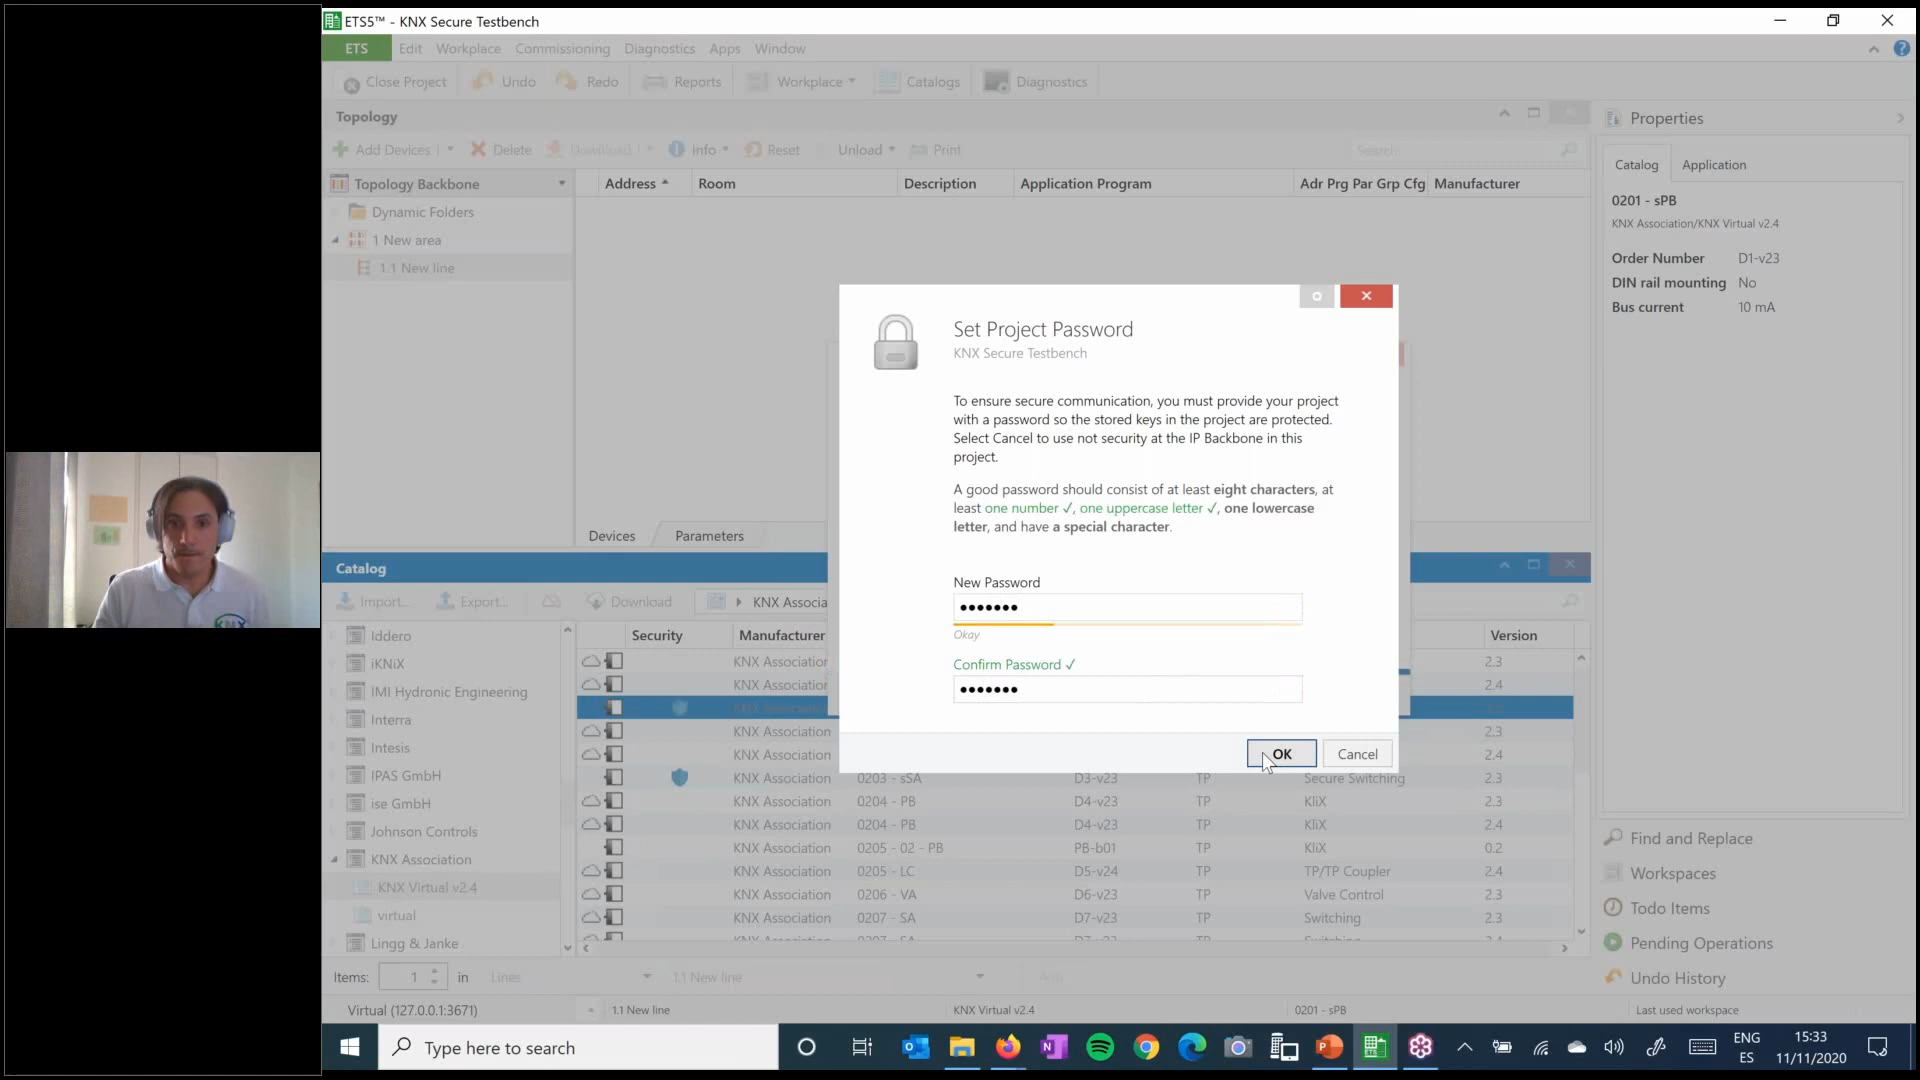 ETS5™ - KNX Secure Testbench
ETS Edit Workplace Commissioning Diagnostics Apps Window
Close Project Undo Redo Reports Workplace Catalogs Diagnostics
Topology
Add Devices Delete Download Info Reset Unload Print Search
Topology Backbone
Address Room Description Application Program Adr Prg Par Grp Cfg Manufacturer
Dynamic Folders
1 New area
1.1 New line
Devices Parameters
Properties
Catalog Application
0201 - sPB
KNX Association/KNX Virtual v2.4
Order Number D1-v23
DIN rail mounting No
Bus current 10 mA
Set Project Password
KNX Secure Testbench
To ensure secure communication, you must provide your project
with a password so the stored keys in the project are protected.
Select Cancel to use not security at the IP Backbone in this
project.
A good password should consist of at least eight characters, at
least one number ✓, one uppercase letter ✓, one lowercase
letter, and have a special character.
New Password
•••••••
Okay
Confirm Password ✓
•••••••
OK Cancel
Catalog
Import... Export... Download KNX Associa
Iddero
iKNiX
IMI Hydronic Engineering
Interra
Intesis
IPAS GmbH
ise GmbH
Johnson Controls
KNX Association
KNX Virtual v2.4
virtual
Lingg & Janke
Security Manufacturer Version
KNX Association 2.3
KNX Association 2.4
KNX Association 2.3
KNX Association 2.4
KNX Association 0203 - sSA D3-v23 TP Secure Switching 2.3
KNX Association 0204 - PB D4-v23 TP KliX 2.3
KNX Association 0204 - PB D4-v23 TP KliX 2.4
KNX Association 0205 - 02 - PB PB-b01 TP KliX 0.2
KNX Association 0205 - LC D5-v24 TP TP/TP Coupler 2.4
KNX Association 0206 - VA D6-v23 TP Valve Control 2.3
KNX Association 0207 - SA D7-v23 TP Switching 2.3
Items: 1 in Lines 1.1 New line
Find and Replace
Workspaces
Todo Items
Pending Operations
Undo History
Virtual (127.0.0.1:3671) 1.1 New line KNX Virtual v2.4 0201 - sPB Last used workspace
Type here to search
ENG
ES
15:33
11/11/2020
KNX